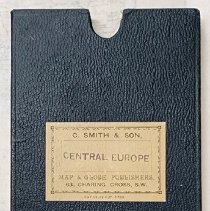 C. SMITH & SON,
CENTRAL EUROPE
MAP & GLOBE PUBLISHERS,
63, CHARING CROSS, S.W.